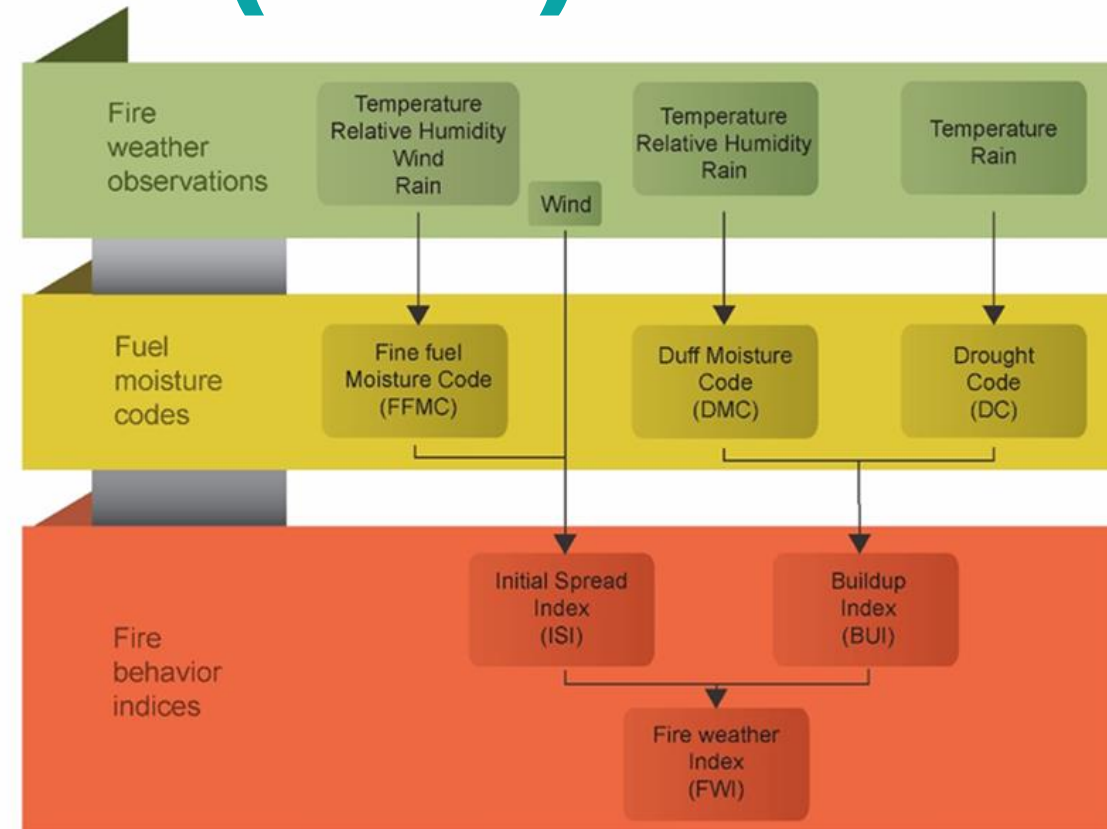 Fire
weather
observations
Temperature
Relative Humidity
Wind
Rain
Wind
Temperature
Relative Humidity
Rain
Temperature
Rain
Fuel
moisture
codes
Fine fuel
Moisture Code
(FFMC)
Duff Moisture
Code
(DMC)
Drought
Code
(DC)
Fire
behavior
indices
Initial Spread
Index
(ISI)
Buildup
Index
(BUI)
Fire weather
Index
(FWI)